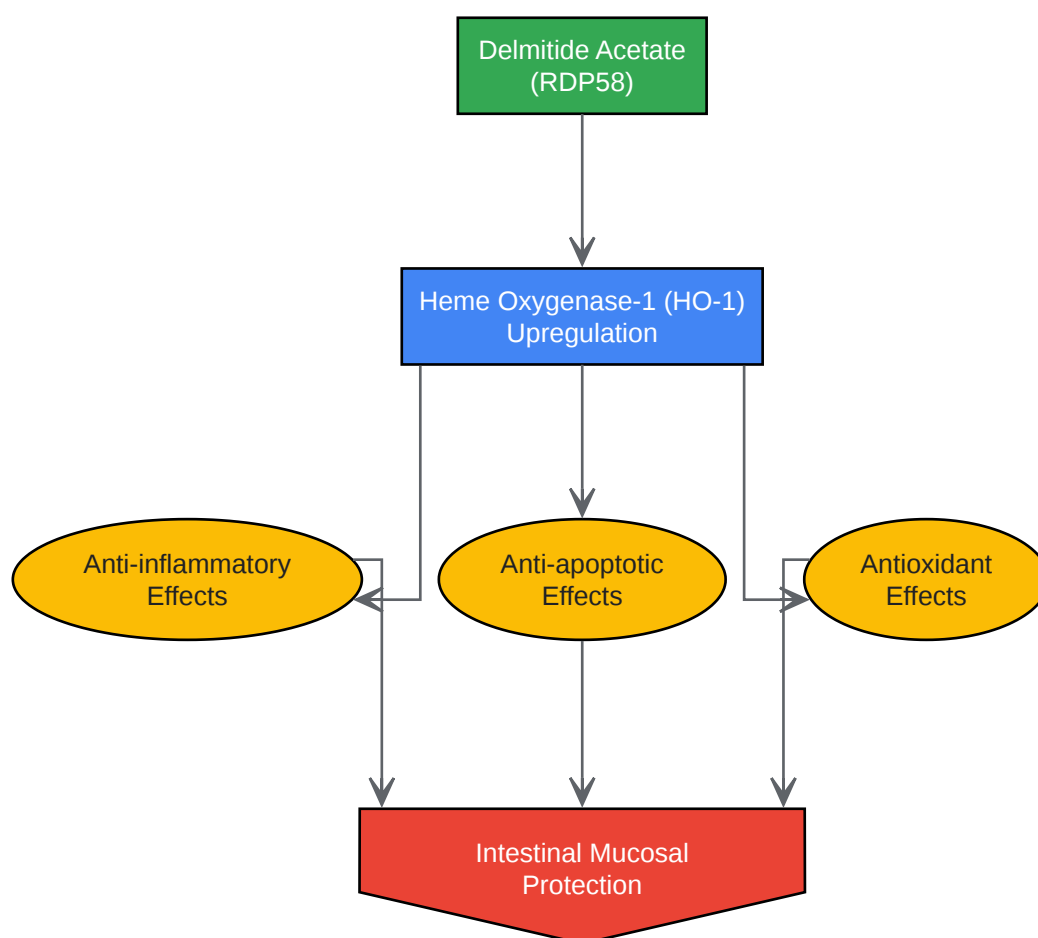 Delmitide Acetate
(RDP58)
Heme Oxygenase-1 (HO-1)
Upregulation
Anti-inflammatory
Effects
Anti-apoptotic
Effects
Antioxidant
Effects
Intestinal Mucosal
Protection